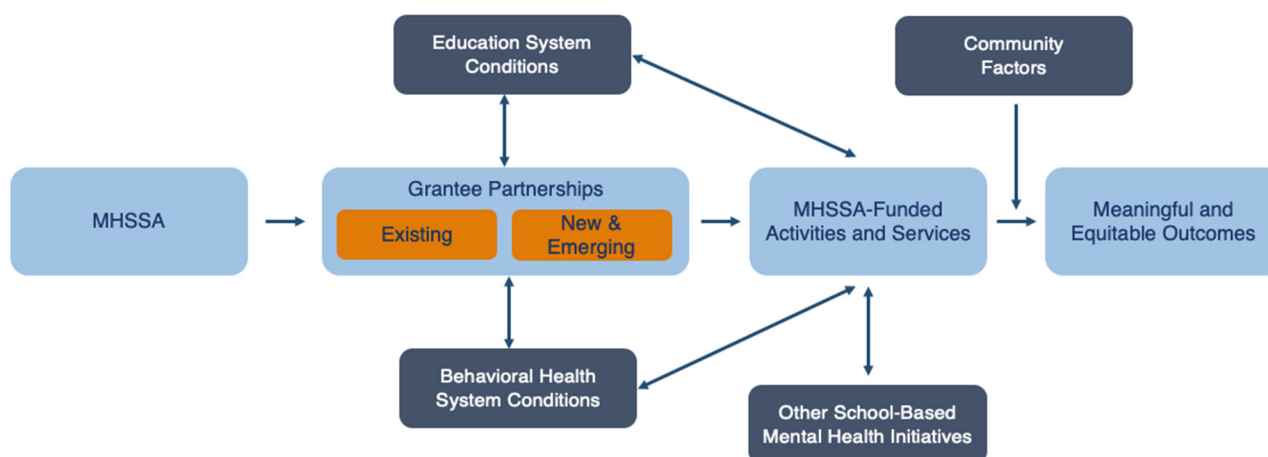 Education System
Conditions
Community
Factors
MHSSA
Grantee Partnerships
Existing
New &
Emerging
MHSSA-Funded
Activities and Services
Meaningful and
Equitable Outcomes
Behavioral Health
System Conditions
Other School-Based
Mental Health Initiatives